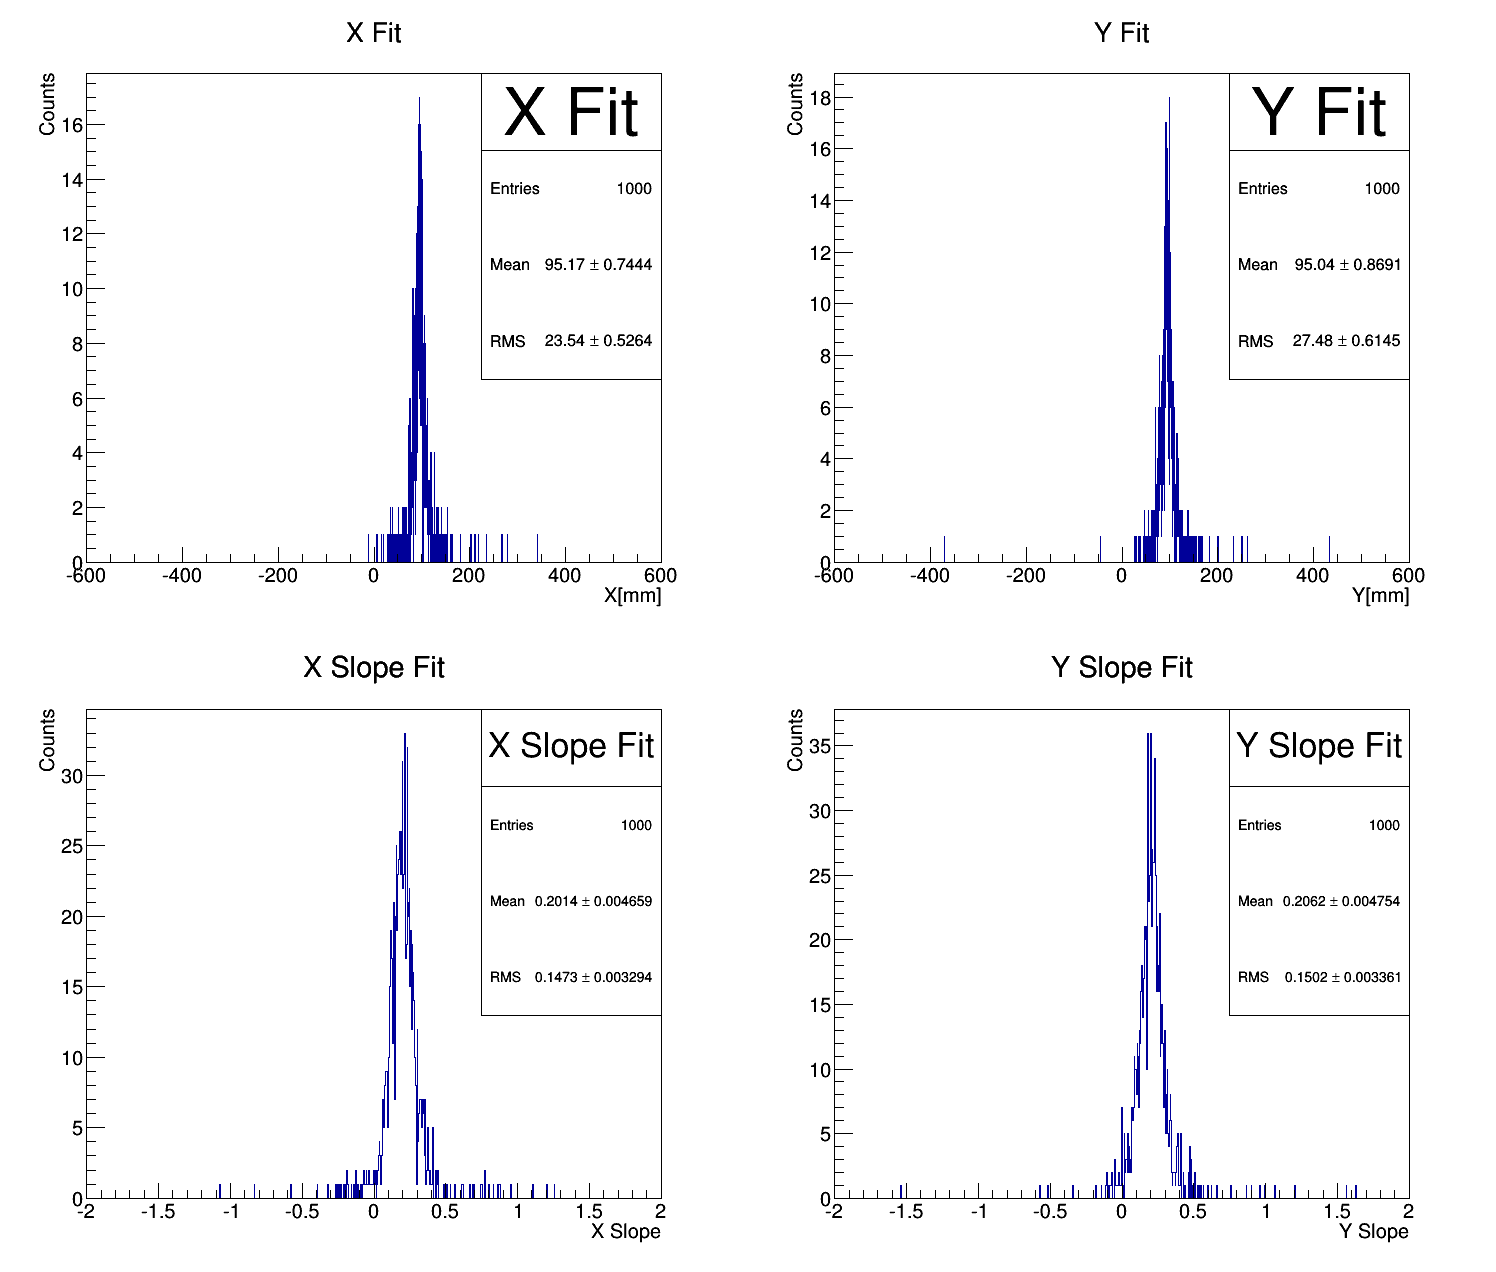 X Fit
Counts
16
14
12
10
8
6
4
2
0
-600 -400 -200 0 200 400 600
X[mm]
X Fit
Entries 1000
Mean 95.17 ± 0.7444
RMS 23.54 ± 0.5264
Y Fit
Counts
18
16
14
12
10
8
6
4
2
0
-600 -400 -200 0 200 400 600
Y[mm]
Y Fit
Entries 1000
Mean 95.04 ± 0.8691
RMS 27.48 ± 0.6145
X Slope Fit
Counts
30
25
20
15
10
5
0
-2 -1.5 -1 -0.5 0 0.5 1 1.5 2
X Slope
X Slope Fit
Entries 1000
Mean 0.2014 ± 0.004659
RMS 0.1473 ± 0.003294
Y Slope Fit
Counts
35
30
25
20
15
10
5
0
-2 -1.5 -1 -0.5 0 0.5 1 1.5 2
Y Slope
Y Slope Fit
Entries 1000
Mean 0.2062 ± 0.004754
RMS 0.1502 ± 0.003361